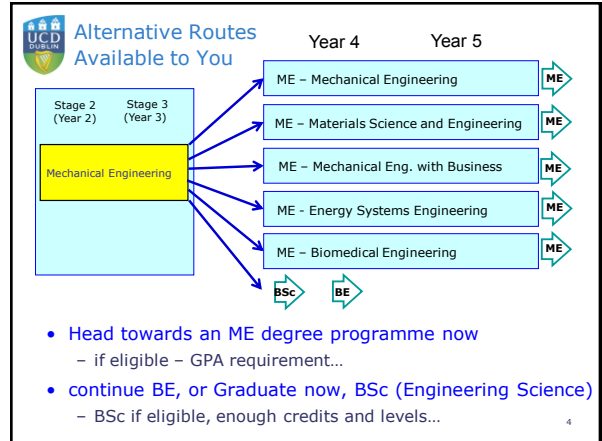 UCD
DUBLIN
Alternative Routes
Available to You
Year 4 Year 5
Stage 2 Stage 3
(Year 2) (Year 3)
Mechanical Engineering
ME – Mechanical Engineering ME
ME – Materials Science and Engineering ME
ME – Mechanical Eng. with Business ME
ME - Energy Systems Engineering ME
ME – Biomedical Engineering ME
BSc BE
• Head towards an ME degree programme now
– if eligible – GPA requirement…
• continue BE, or Graduate now, BSc (Engineering Science)
– BSc if eligible, enough credits and levels…
4